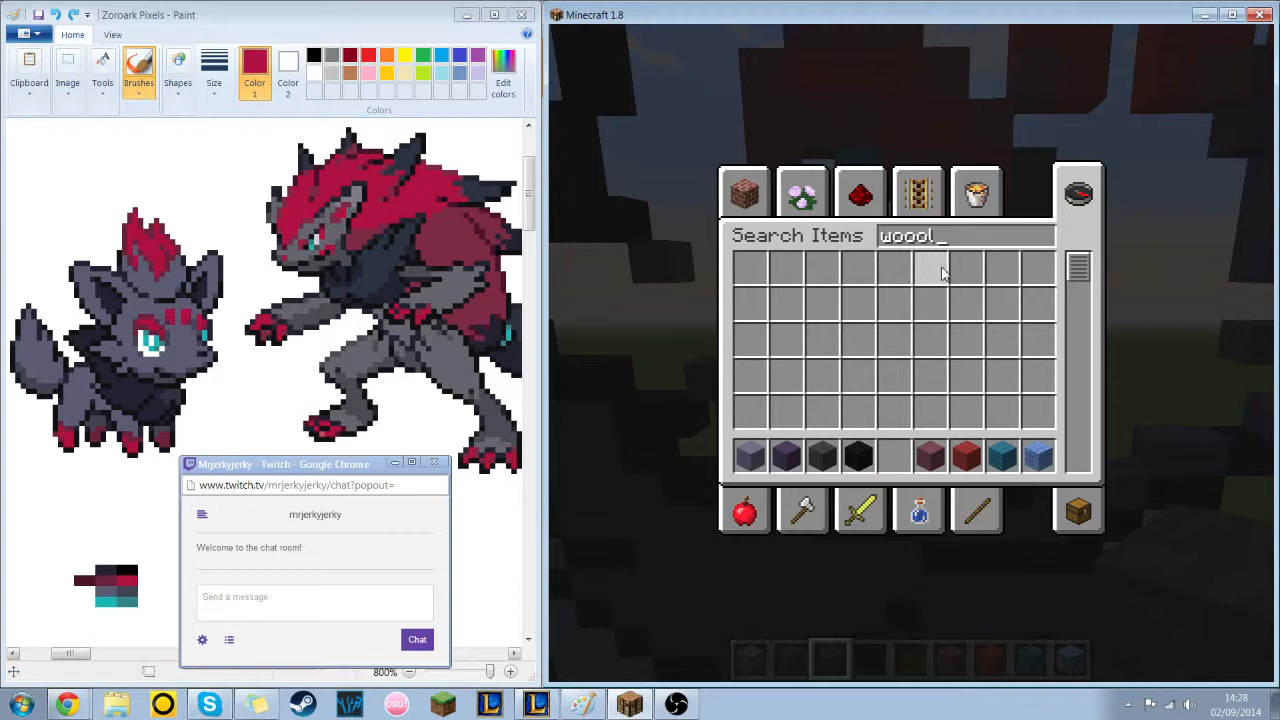 Zoroark Pixels - Paint
Home
View
Clipboard
Image
Tools
Brushes
Shapes
Size
Color
1
Color
2
Edit
colors
Colors
Minecraft 1.8
Search Items
woool_
Mrjerkyjerky - Twitch - Google Chrome
www.twitch.tv/mrjerkyjerky/chat?popout=
mrjerkyjerky
Welcome to the chat room!
Send a message
Chat
800%
osu!
14:28
02/09/2014